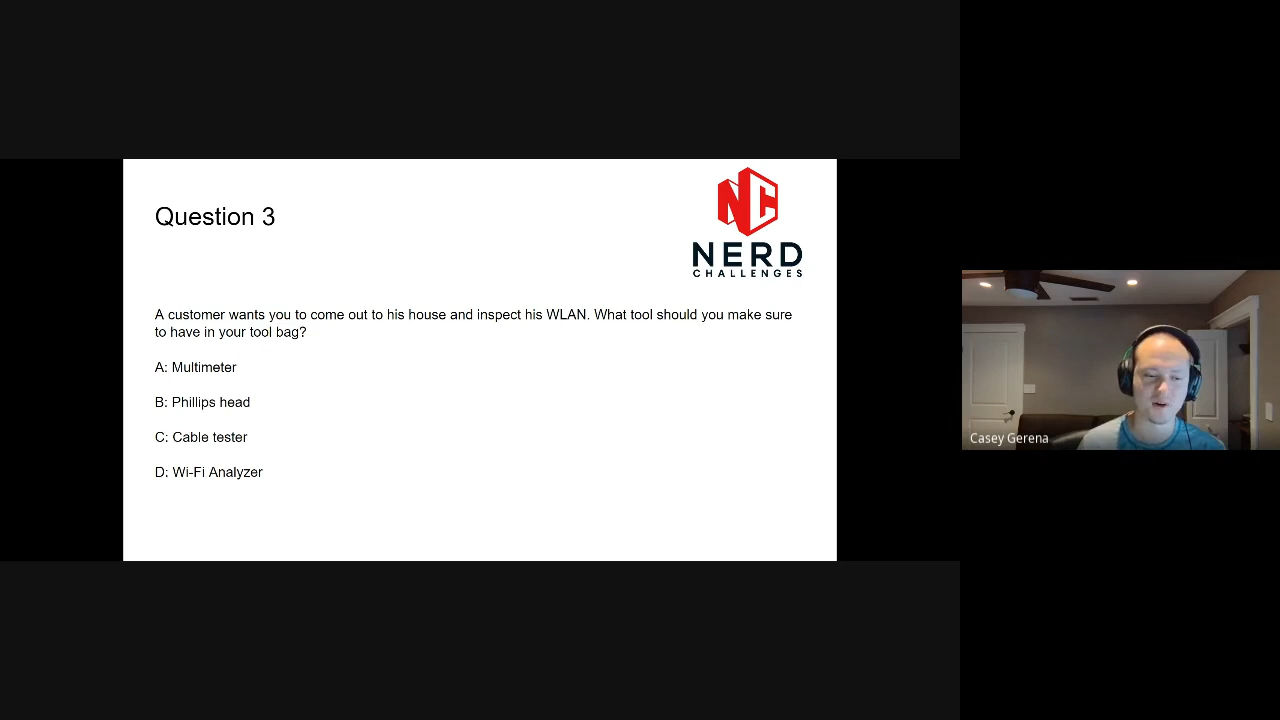 Question 3
NERD
CHALLENGES
A customer wants you to come out to his house and inspect his WLAN. What tool should you make sure
to have in your tool bag?
A: Multimeter
B: Phillips head
C: Cable tester
D: Wi-Fi Analyzer
Casey Gerena